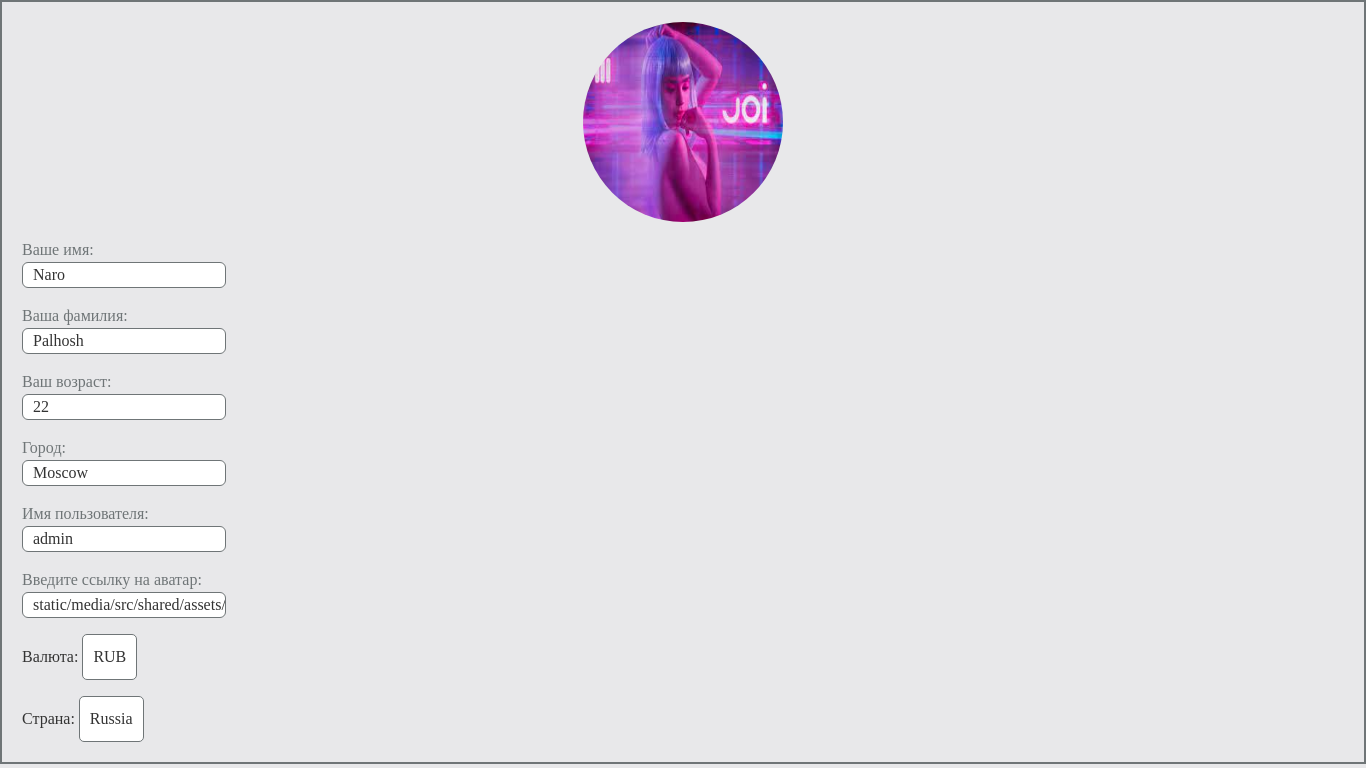 JOI
Ваше имя:
Naro
Ваша фамилия:
Palhosh
Ваш возраст:
22
Город:
Moscow
Имя пользователя:
admin
Введите ссылку на аватар:
static/media/src/shared/assets/
Валюта: RUB
Страна: Russia